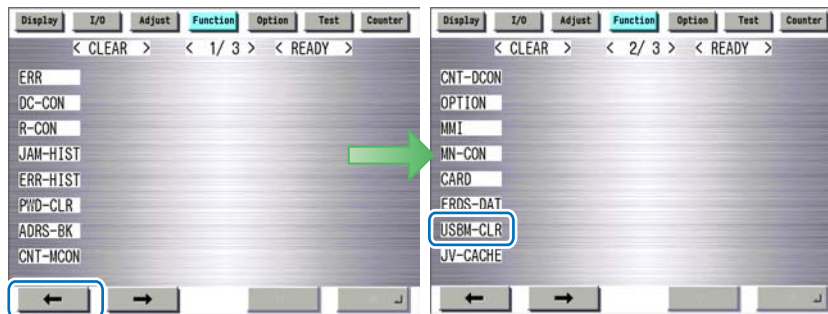 Display I/O Adjust Function Option Test Counter
< CLEAR > < 1/ 3 > < READY >
ERR
DC-CON
R-CON
JAM-HIST
ERR-HIST
PWD-CLR
ADRS-BK
CNT-MCON
Display I/O Adjust Function Option Test Counter
< CLEAR > < 2/ 3 > < READY >
CNT-DCON
OPTION
MMI
MN-CON
CARD
ERDS-DAT
USBM-CLR
JV-CACHE